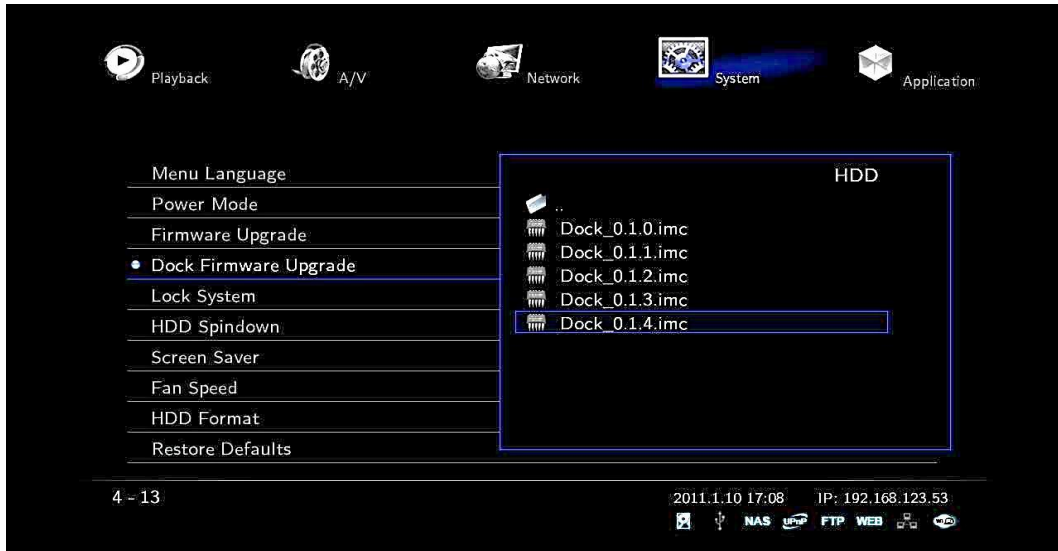 Playback
A/V
Network
System
Application
Menu Language
Power Mode
Firmware Upgrade
Dock Firmware Upgrade
Lock System
HDD Spindown
Screen Saver
Fan Speed
HDD Format
Restore Defaults
HDD
..
Dock_0.1.0.imc
Dock_0.1.1.imc
Dock_0.1.2.imc
Dock_0.1.3.imc
Dock_0.1.4.imc
4 - 13
2011.1.10 17:08 IP: 192.168.123.53
NAS UPnP FTP WEB WiFi